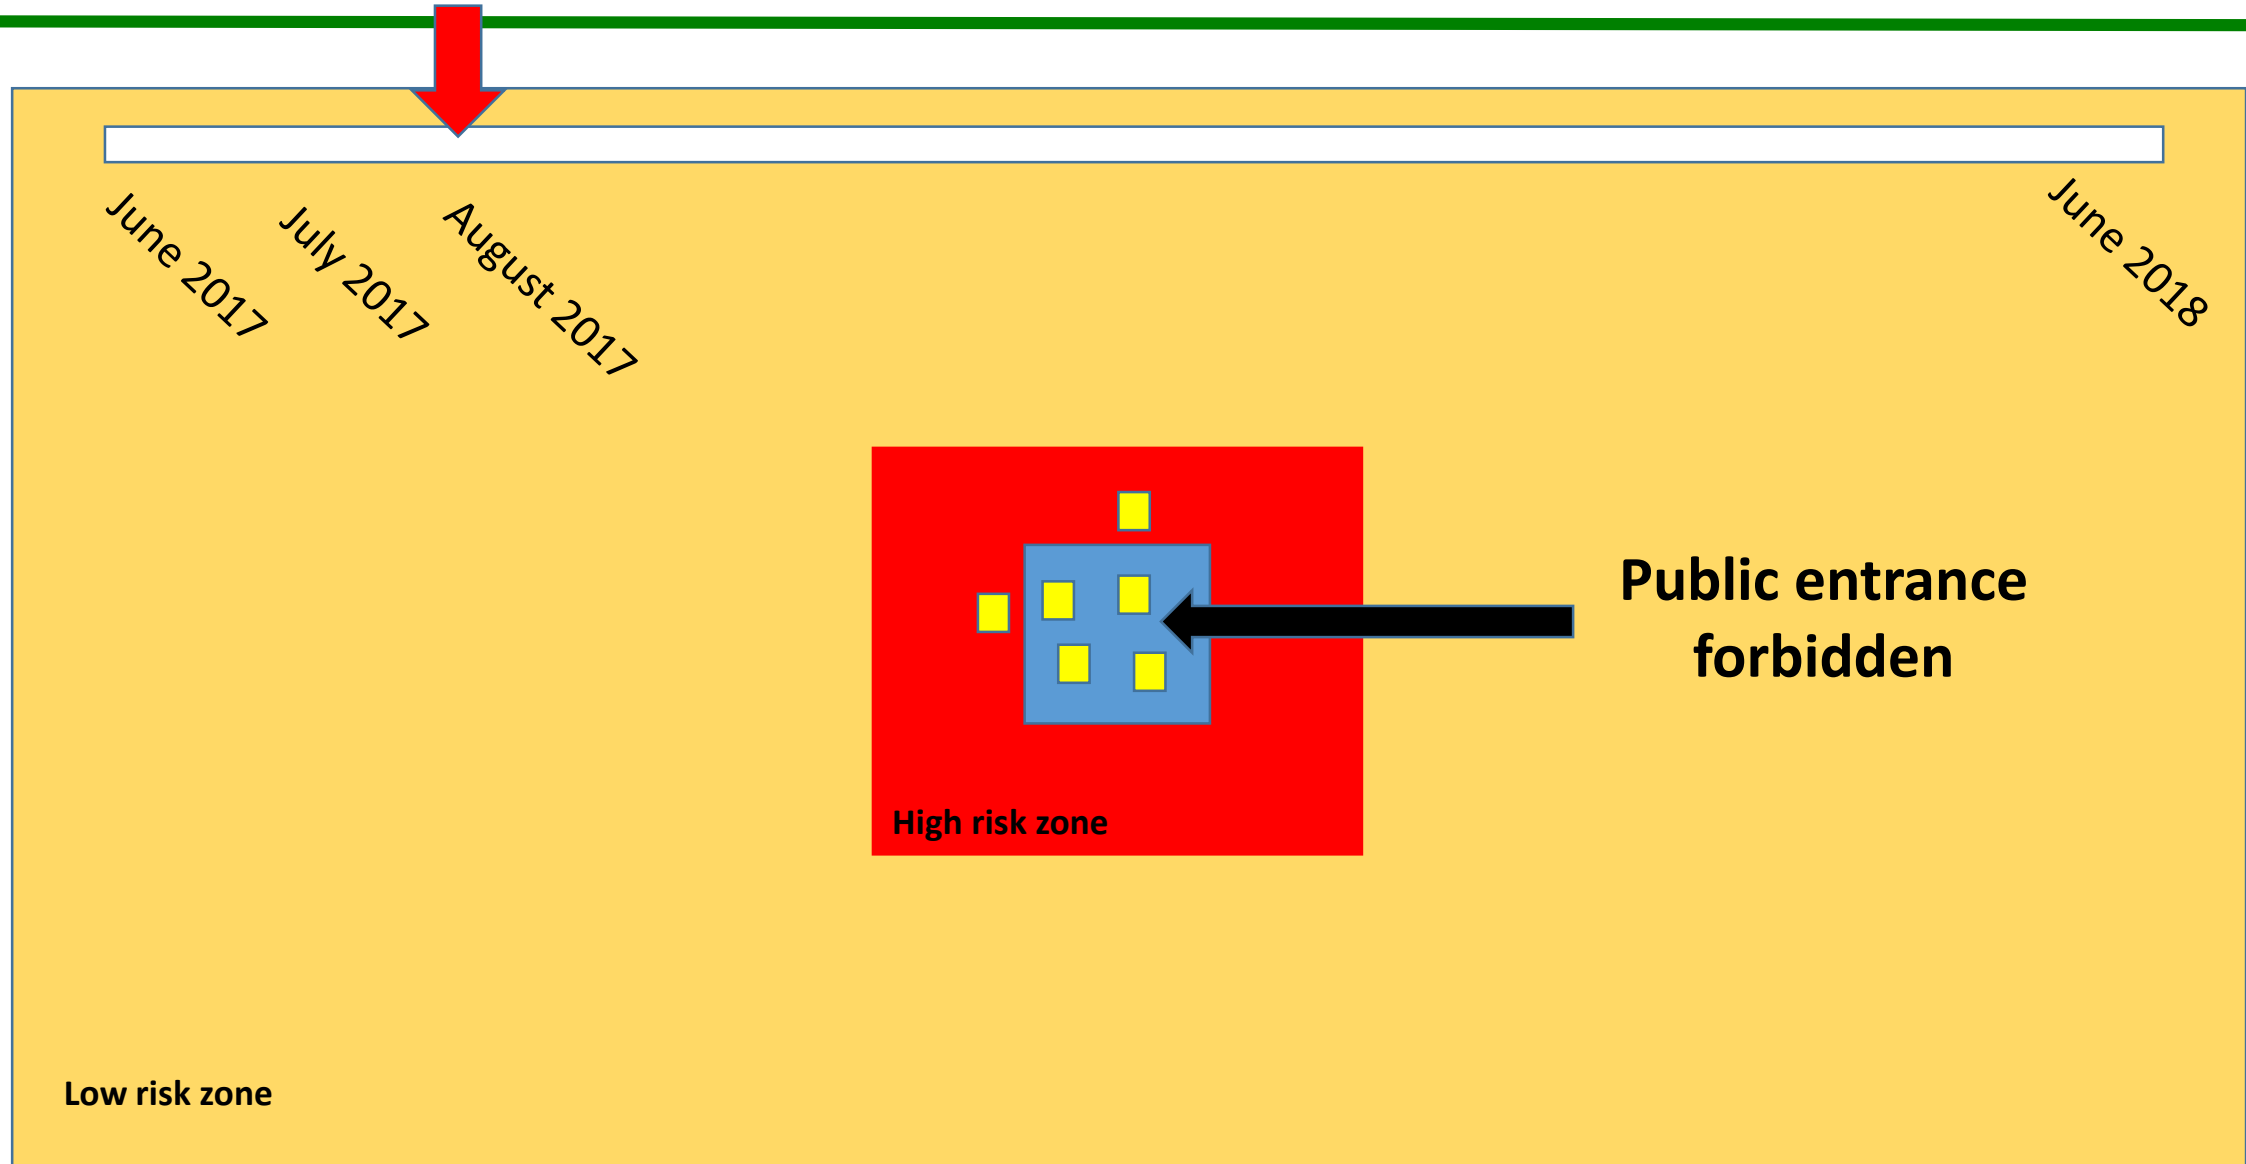 June 2017
July 2017
August 2017
June 2018
Public entrance
forbidden
High risk zone
Low risk zone